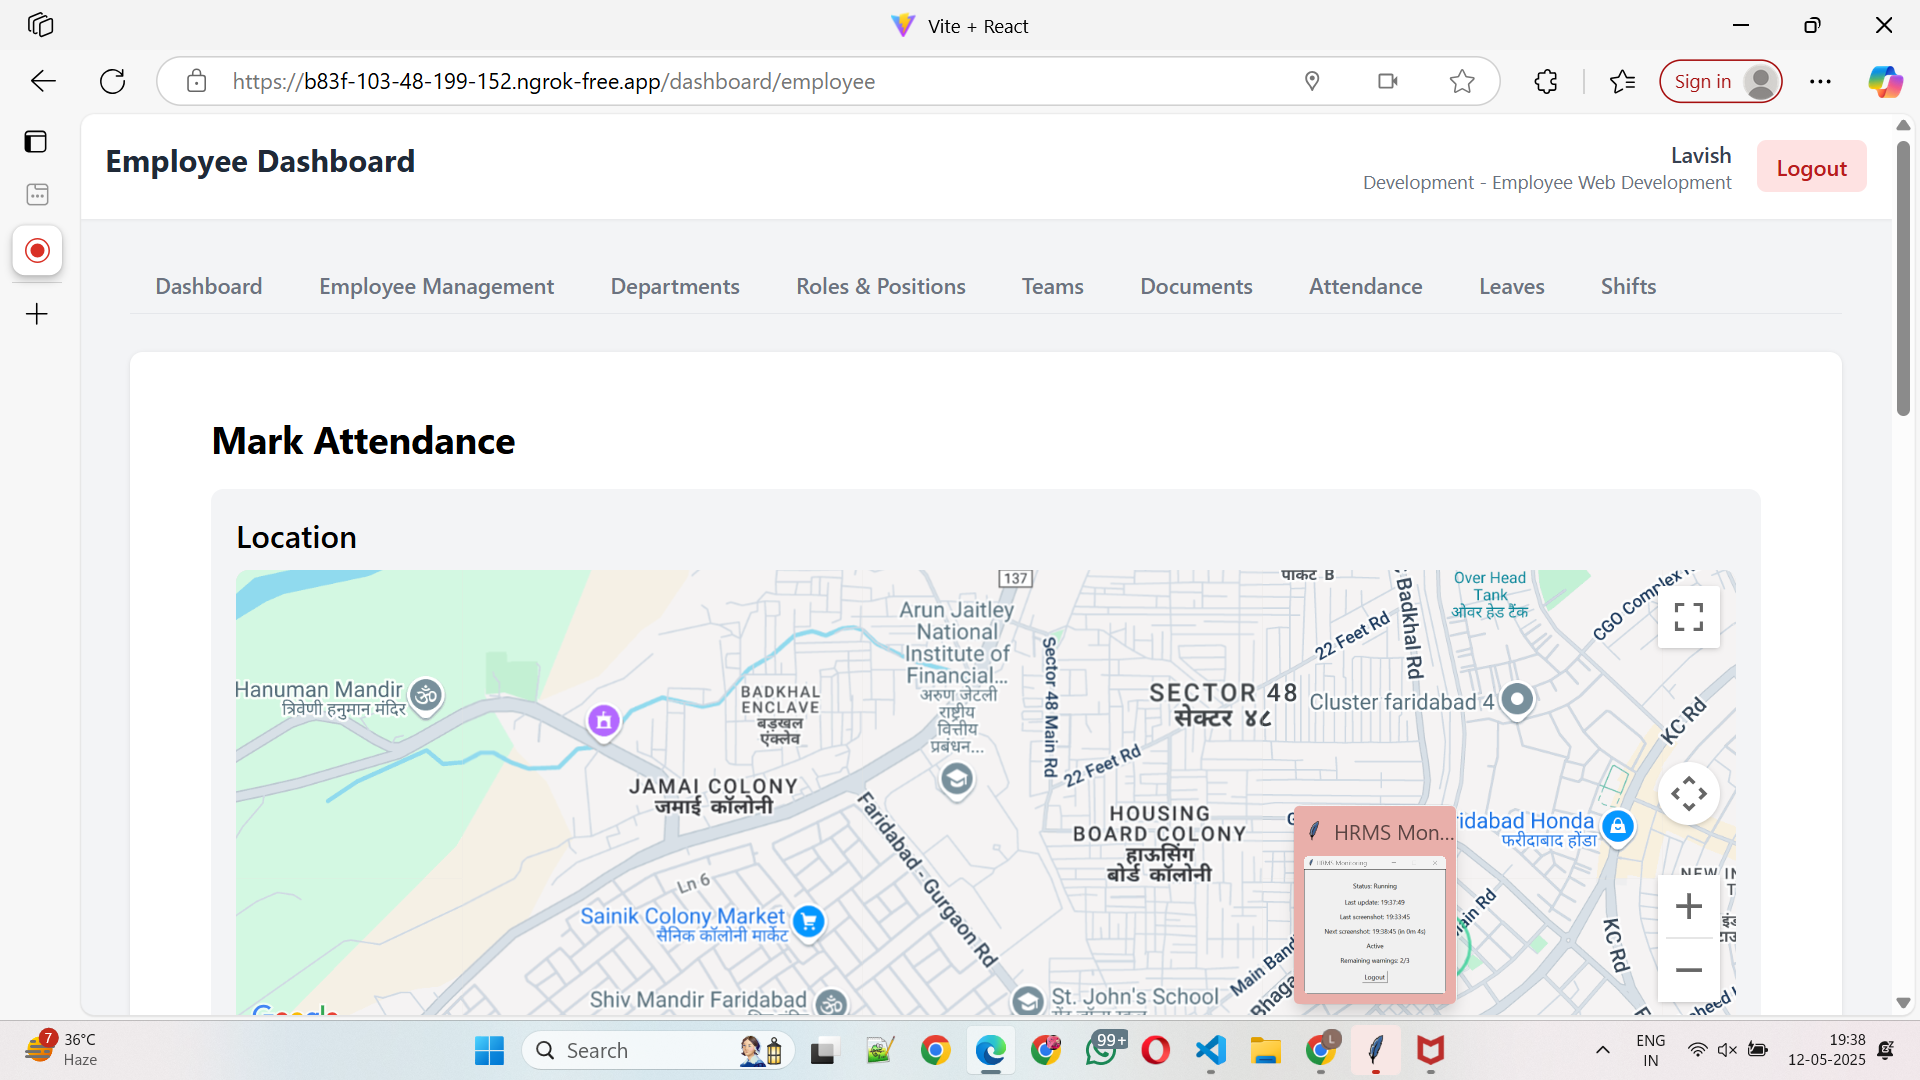 Vite + React
https://b83f-103-48-199-152.ngrok-free.app/dashboard/employee
Sign in
Employee Dashboard
Lavish
Development - Employee Web Development
Logout
Dashboard
Employee Management
Departments
Roles & Positions
Teams
Documents
Attendance
Leaves
Shifts
Mark Attendance
Location
137
पॉकेट B
Badkhal Rd
Over Head
Tank
ओवर हेड टैंक
CGO Complex
Arun Jaitley
National
Institute of
Financial...
अरुण जेटली
राष्ट्रीय
वित्तीय
प्रबंधन...
Sector 48 Main Rd
22 Feet Rd
Hanuman Mandir
त्रिवेणी हनुमान मंदिर
BADKHAL
ENCLAVE
बड़खल
एंक्लेव
SECTOR 48
सेक्टर ४८
Cluster faridabad 4
KC Rd
22 Feet Rd
JAMAI COLONY
जमाई कॉलोनी
Faridabad - Gurgaon Rd
HOUSING
BOARD COLONY
हाऊसिंग
बोर्ड कॉलोनी
ridabad Honda
फरीदाबाद होंडा
HRMS Mon...
HRMS Monitoring
Status: Running
Last update: 19:37:49
Last screenshot: 19:33:45
Next screenshot: 19:38:45 (in 0m 4s)
Active
Remaining warnings: 2/3
Logout
NEW IN
Ln 6
Sainik Colony Market
सैनिक कॉलोनी मार्केट
KC Rd
Main Band
Bhaga
Shiv Mandir Faridabad
St. John's School
Google
7
36°C
Haze
Search
99+
L
ENG
IN
19:38
12-05-2025